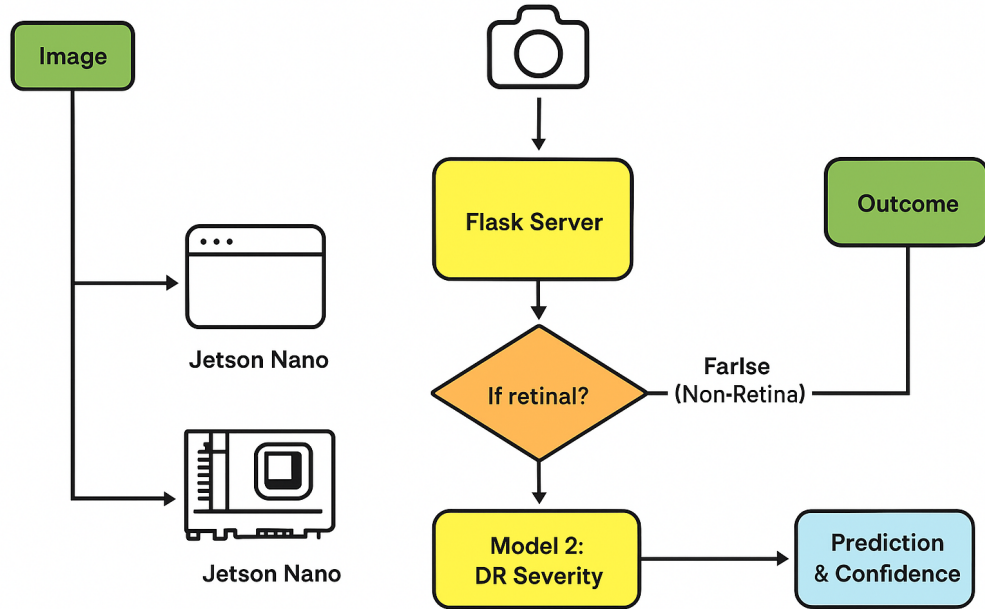 Image
Jetson Nano
Jetson Nano
Flask Server
If retinal?
Farlse
(Non-Retina)
Outcome
Model 2:
DR Severity
Prediction
& Confidence